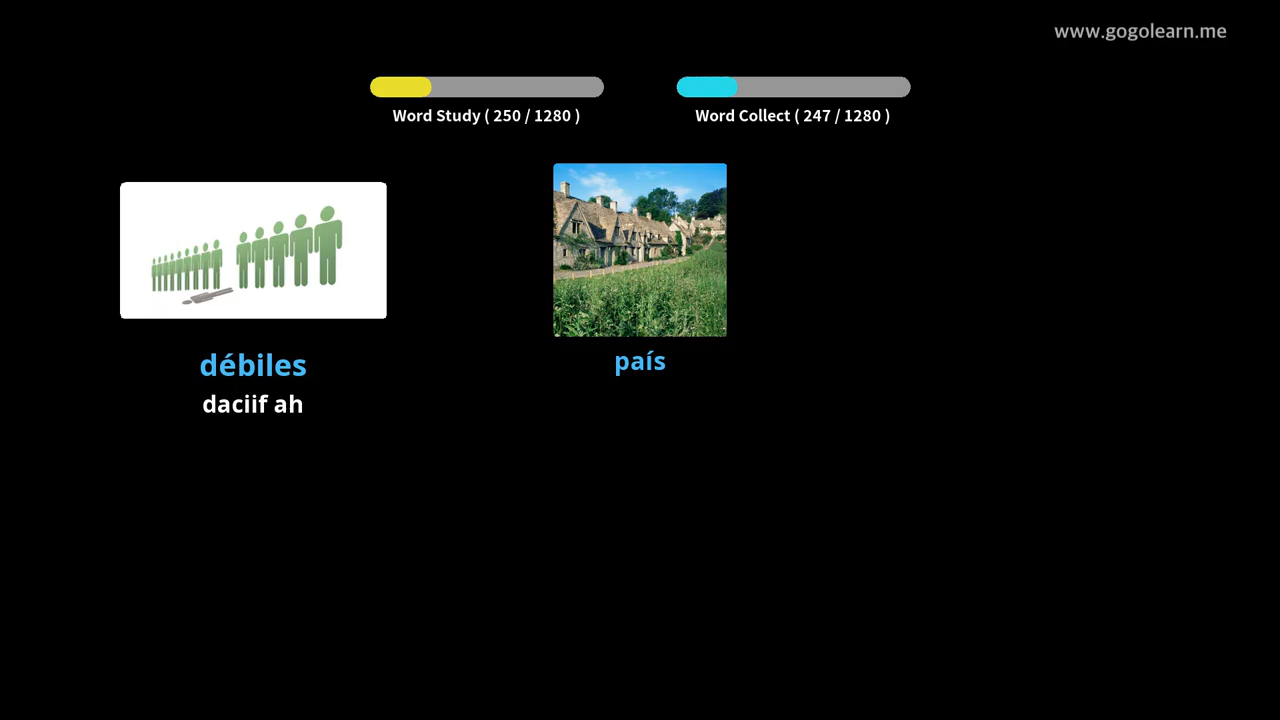 www.gogolearn.me
Word Study ( 250 / 1280 )
Word Collect ( 247 / 1280 )
débiles
daciif ah
país